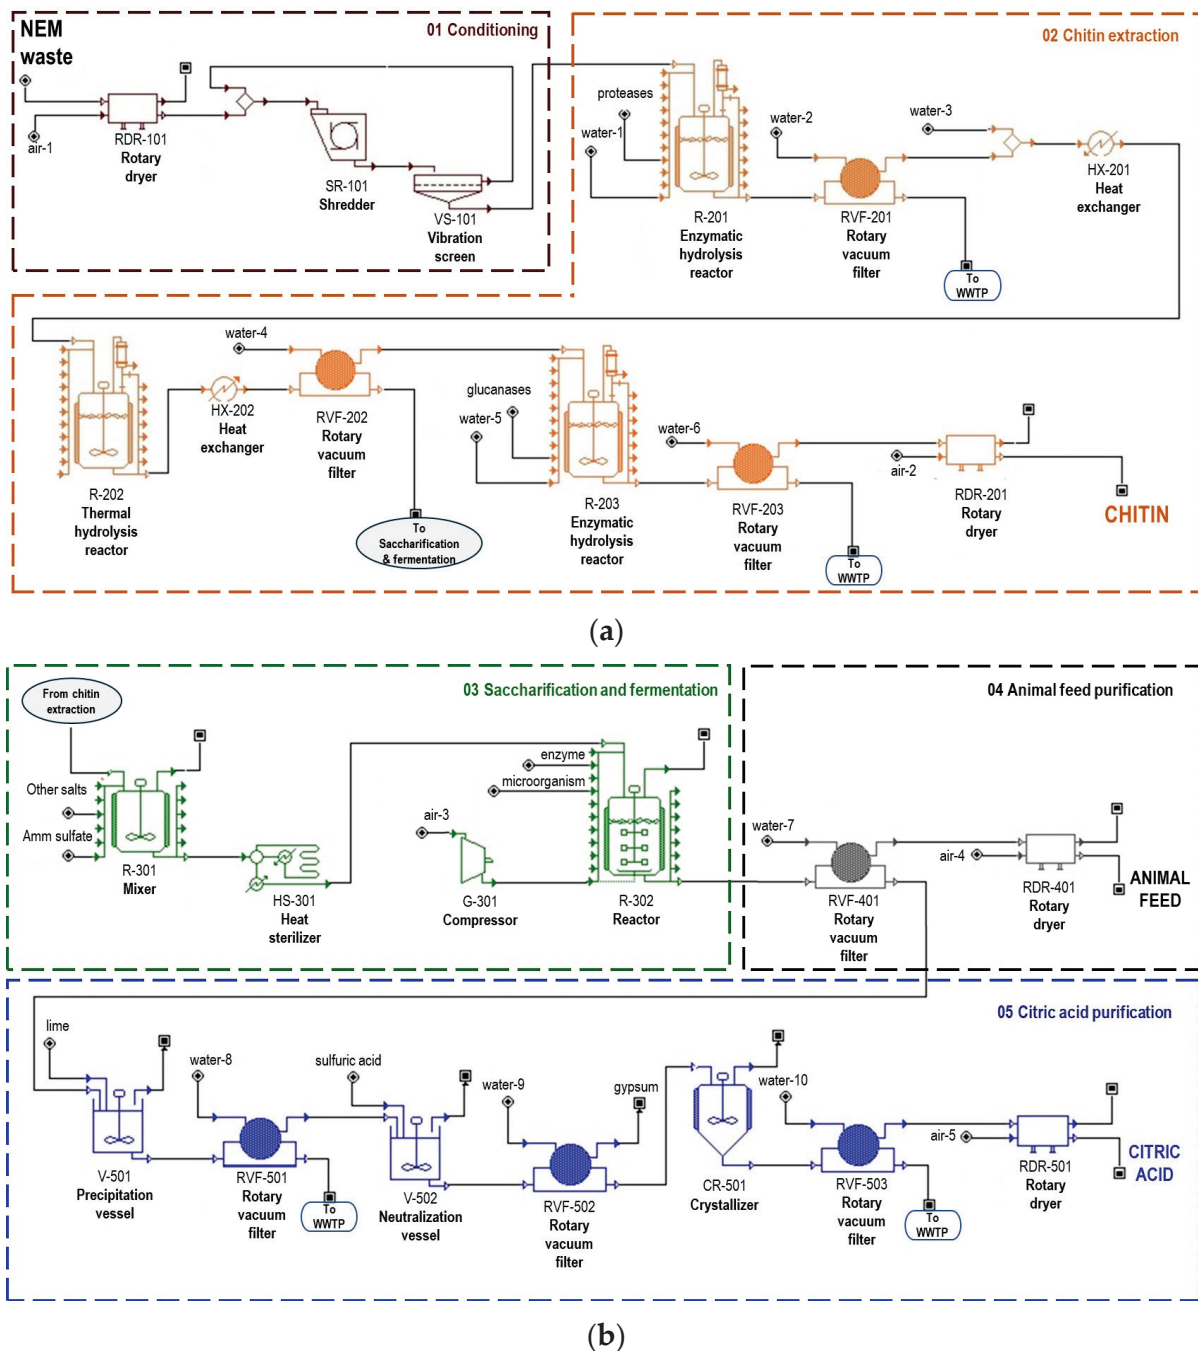 NEM
waste
01 Conditioning
air-1
RDR-101
Rotary
dryer
SR-101
Shredder
VS-101
Vibration
screen
02 Chitin extraction
proteases
water-1
water-2
water-3
R-201
Enzymatic
hydrolysis
reactor
RVF-201
Rotary
vacuum
filter
HX-201
Heat
exchanger
To
WWTP
water-4
R-202
Thermal
hydrolysis
reactor
HX-202
Heat
exchanger
RVF-202
Rotary
vacuum
filter
To
Saccharification
& fermentation
glucanases
water-5
R-203
Enzymatic
hydrolysis
reactor
water-6
RVF-203
Rotary
vacuum
filter
To
WWTP
air-2
RDR-201
Rotary
dryer
CHITIN
(a)
From chitin
extraction
03 Saccharification and fermentation
Other salts
Amm sulfate
R-301
Mixer
HS-301
Heat
sterilizer
air-3
G-301
Compressor
enzyme
microorganism
R-302
Reactor
04 Animal feed purification
water-7
RVF-401
Rotary
vacuum
filter
air-4
RDR-401
Rotary
dryer
ANIMAL
FEED
05 Citric acid purification
lime
V-501
Precipitation
vessel
water-8
RVF-501
Rotary
vacuum
filter
To
WWTP
sulfuric acid
V-502
Neutralization
vessel
water-9
gypsum
RVF-502
Rotary
vacuum
filter
CR-501
Crystallizer
water-10
RVF-503
Rotary
vacuum
filter
To
WWTP
air-5
RDR-501
Rotary
dryer
CITRIC
ACID
(b)